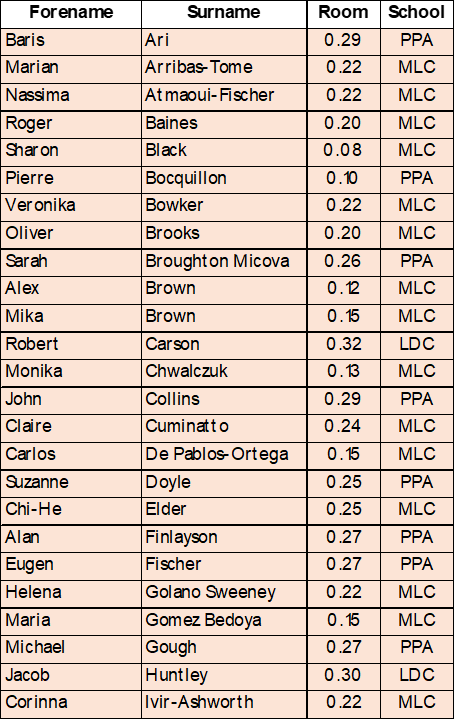 Forename Surname Room School
Baris Ari 0.29 PPA
Marian Arribas-Tome 0.22 MLC
Nassima Atmaoui-Fischer 0.22 MLC
Roger Baines 0.20 MLC
Sharon Black 0.08 MLC
Pierre Bocquillon 0.10 PPA
Veronika Bowker 0.22 MLC
Oliver Brooks 0.20 MLC
Sarah Broughton Micova 0.26 PPA
Alex Brown 0.12 MLC
Mika Brown 0.15 MLC
Robert Carson 0.32 LDC
Monika Chwalczuk 0.13 MLC
John Collins 0.29 PPA
Claire Cuminatto 0.24 MLC
Carlos De Pablos-Ortega 0.15 MLC
Suzanne Doyle 0.25 PPA
Chi-He Elder 0.25 MLC
Alan Finlayson 0.27 PPA
Eugen Fischer 0.27 PPA
Helena Golano Sweeney 0.22 MLC
Maria Gomez Bedoya 0.15 MLC
Michael Gough 0.27 PPA
Jacob Huntley 0.30 LDC
Corinna Ivir-Ashworth 0.22 MLC